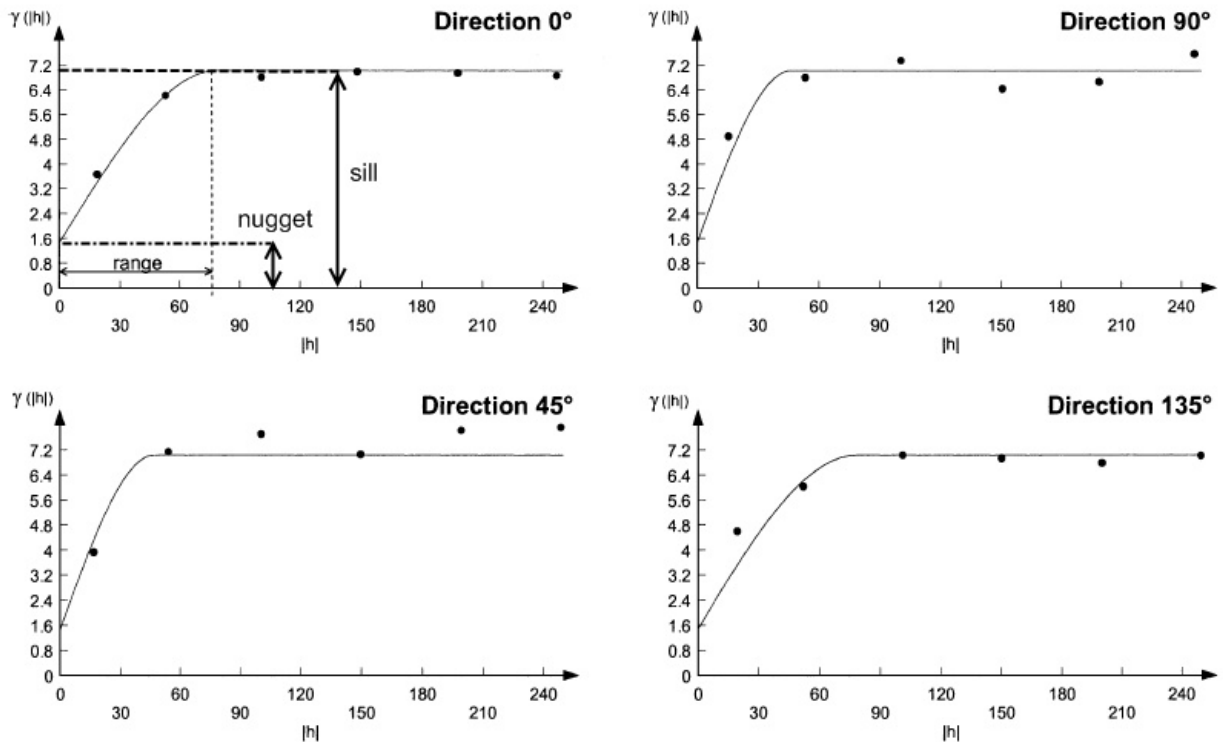 γ (|h|)
Direction 0°
7.2
6.4
5.6
4.8
4
3.2
2.4
1.6
0.8
0
sill
nugget
range
0 60 120 180 240
30 90 150 210
|h|
γ (|h|)
Direction 90°
7.2
6.4
5.6
4.8
4
3.2
2.4
1.6
0.8
0
0 60 120 180 240
30 90 150 210
|h|
γ (|h|)
Direction 45°
7.2
6.4
5.6
4.8
4
3.2
2.4
1.6
0.8
0
0 60 120 180 240
30 90 150 210
|h|
γ (|h|)
Direction 135°
7.2
6.4
5.6
4.8
4
3.2
2.4
1.6
0.8
0
0 60 120 180 240
30 90 150 210
|h|